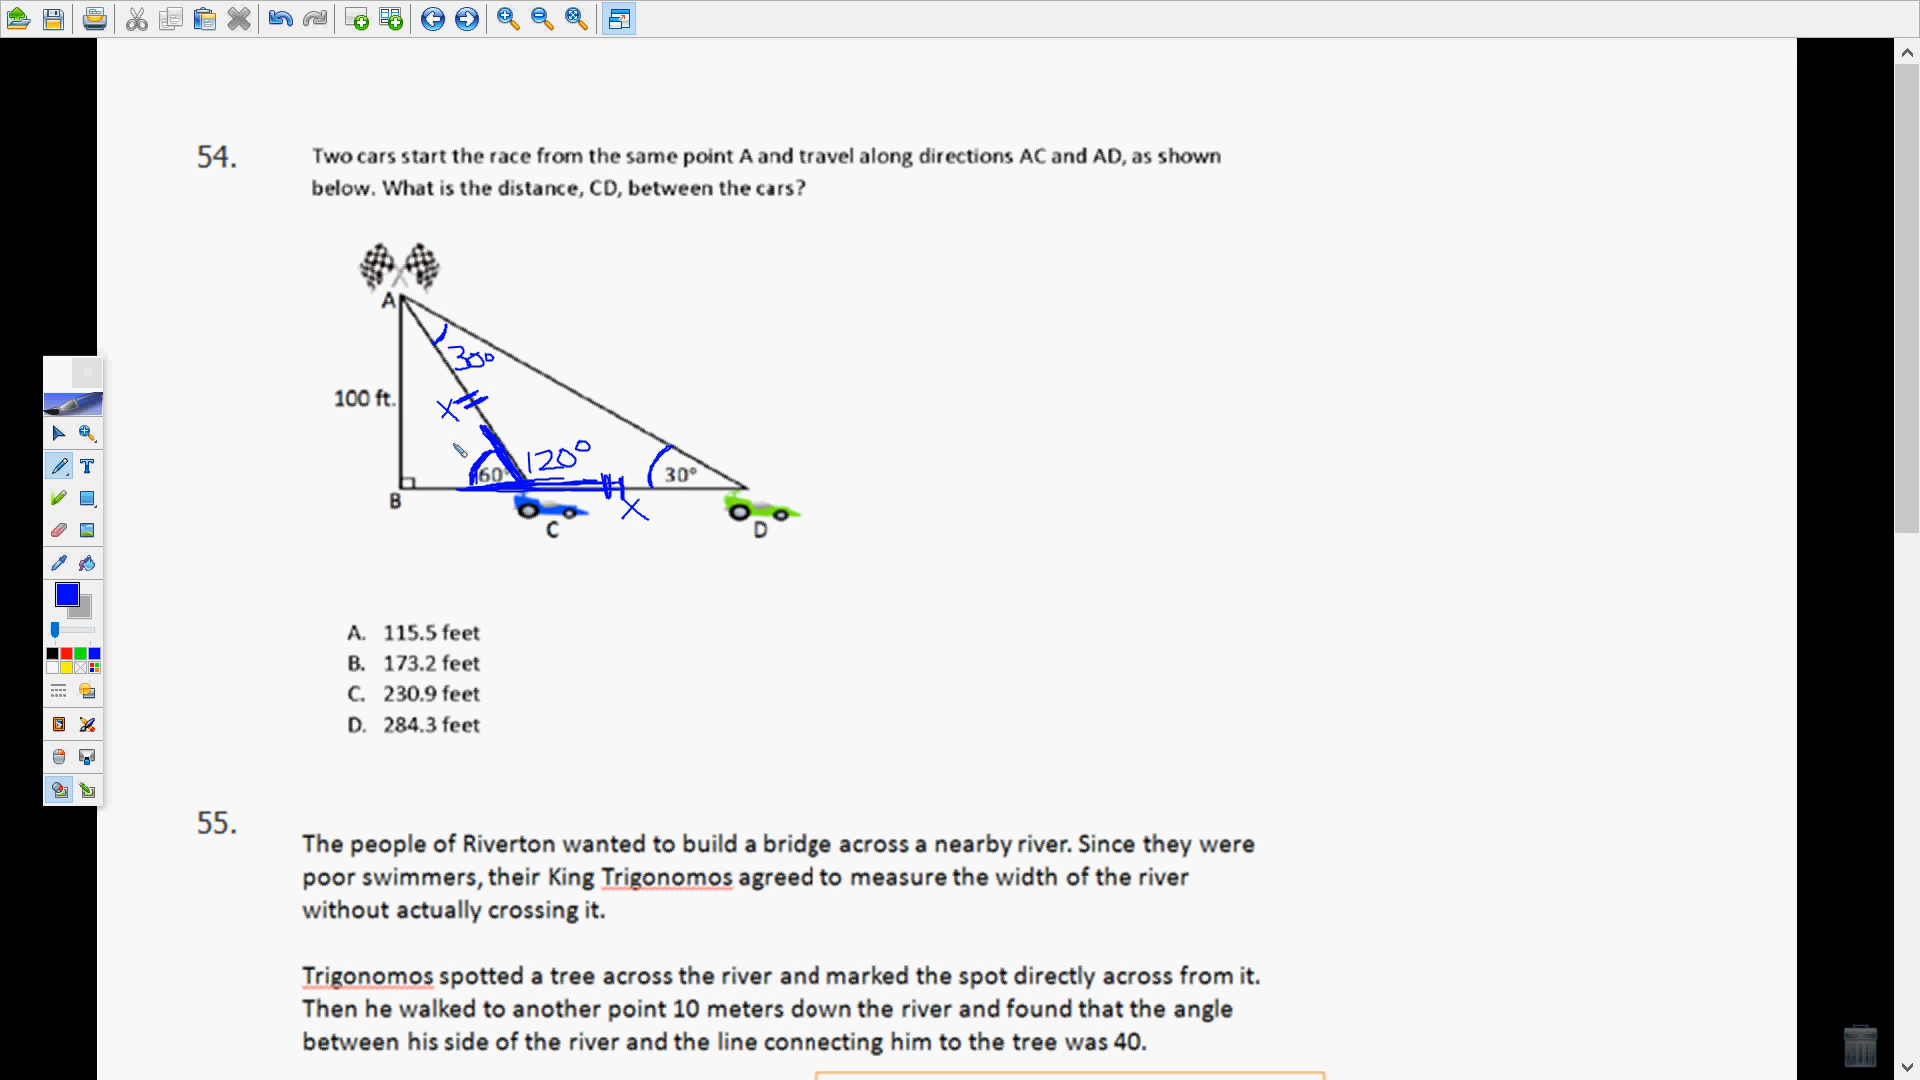 54.
Two cars start the race from the same point A and travel along directions AC and AD, as shown
below. What is the distance, CD, between the cars?
A
30°
100 ft.
X
120°
60°
30°
B
X
C
D
A. 115.5 feet
B. 173.2 feet
C. 230.9 feet
D. 284.3 feet
55.
The people of Riverton wanted to build a bridge across a nearby river. Since they were
poor swimmers, their King Trigonomos agreed to measure the width of the river
without actually crossing it.
Trigonomos spotted a tree across the river and marked the spot directly across from it.
Then he walked to another point 10 meters down the river and found that the angle
between his side of the river and the line connecting him to the tree was 40.